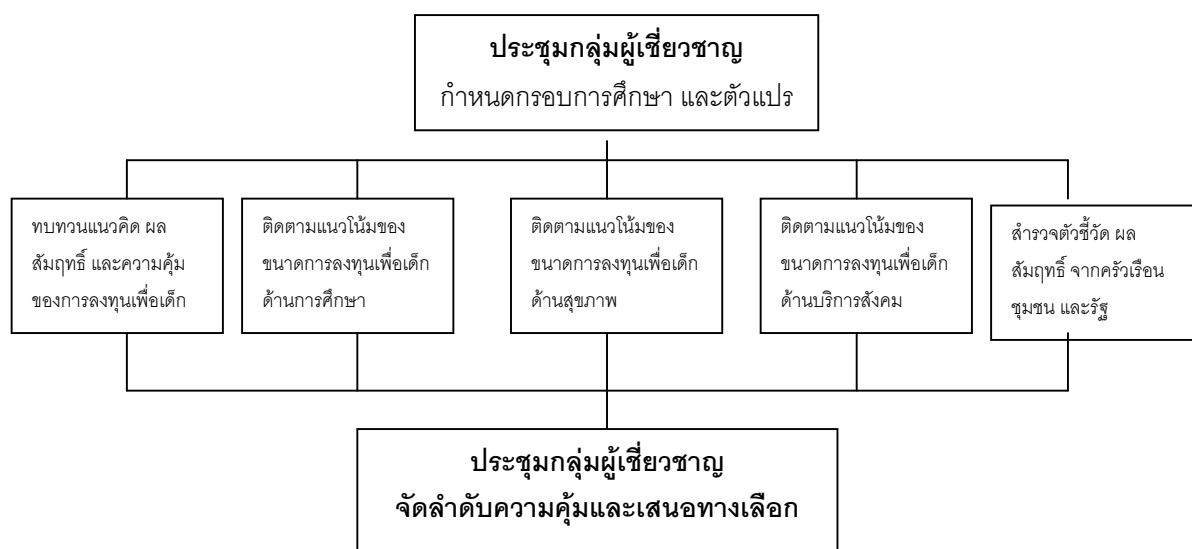 ประชุมกลุ่มผู้เชี่ยวชาญ
กำหนดกรอบการศึกษา และตัวแปร
ทบทวนแนวคิด ผล
สัมฤทธิ์ และความคุ้ม
ของการลงทุนเพื่อเด็ก
ติดตามแนวโน้มของ
ขนาดการลงทุนเพื่อเด็ก
ด้านการศึกษา
ติดตามแนวโน้มของ
ขนาดการลงทุนเพื่อเด็ก
ด้านสุขภาพ
ติดตามแนวโน้มของ
ขนาดการลงทุนเพื่อเด็ก
ด้านบริการสังคม
สำรวจตัวชี้วัด ผล
สัมฤทธิ์ จากครัวเรือน
ชุมชน และรัฐ
ประชุมกลุ่มผู้เชี่ยวชาญ
จัดลำดับความคุ้มและเสนอทางเลือก